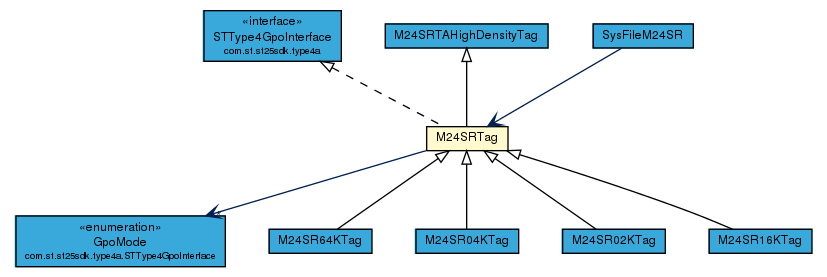 «interface»
STType4GpoInterface
com.st.st25sdk.type4a
M24SRTAHighDensityTag
SysFileM24SR
M24SRTag
«enumeration»
GpoMode
com.st.st25sdk.type4a.STType4GpoInterface
M24SR64KTag
M24SR04KTag
M24SR02KTag
M24SR16KTag